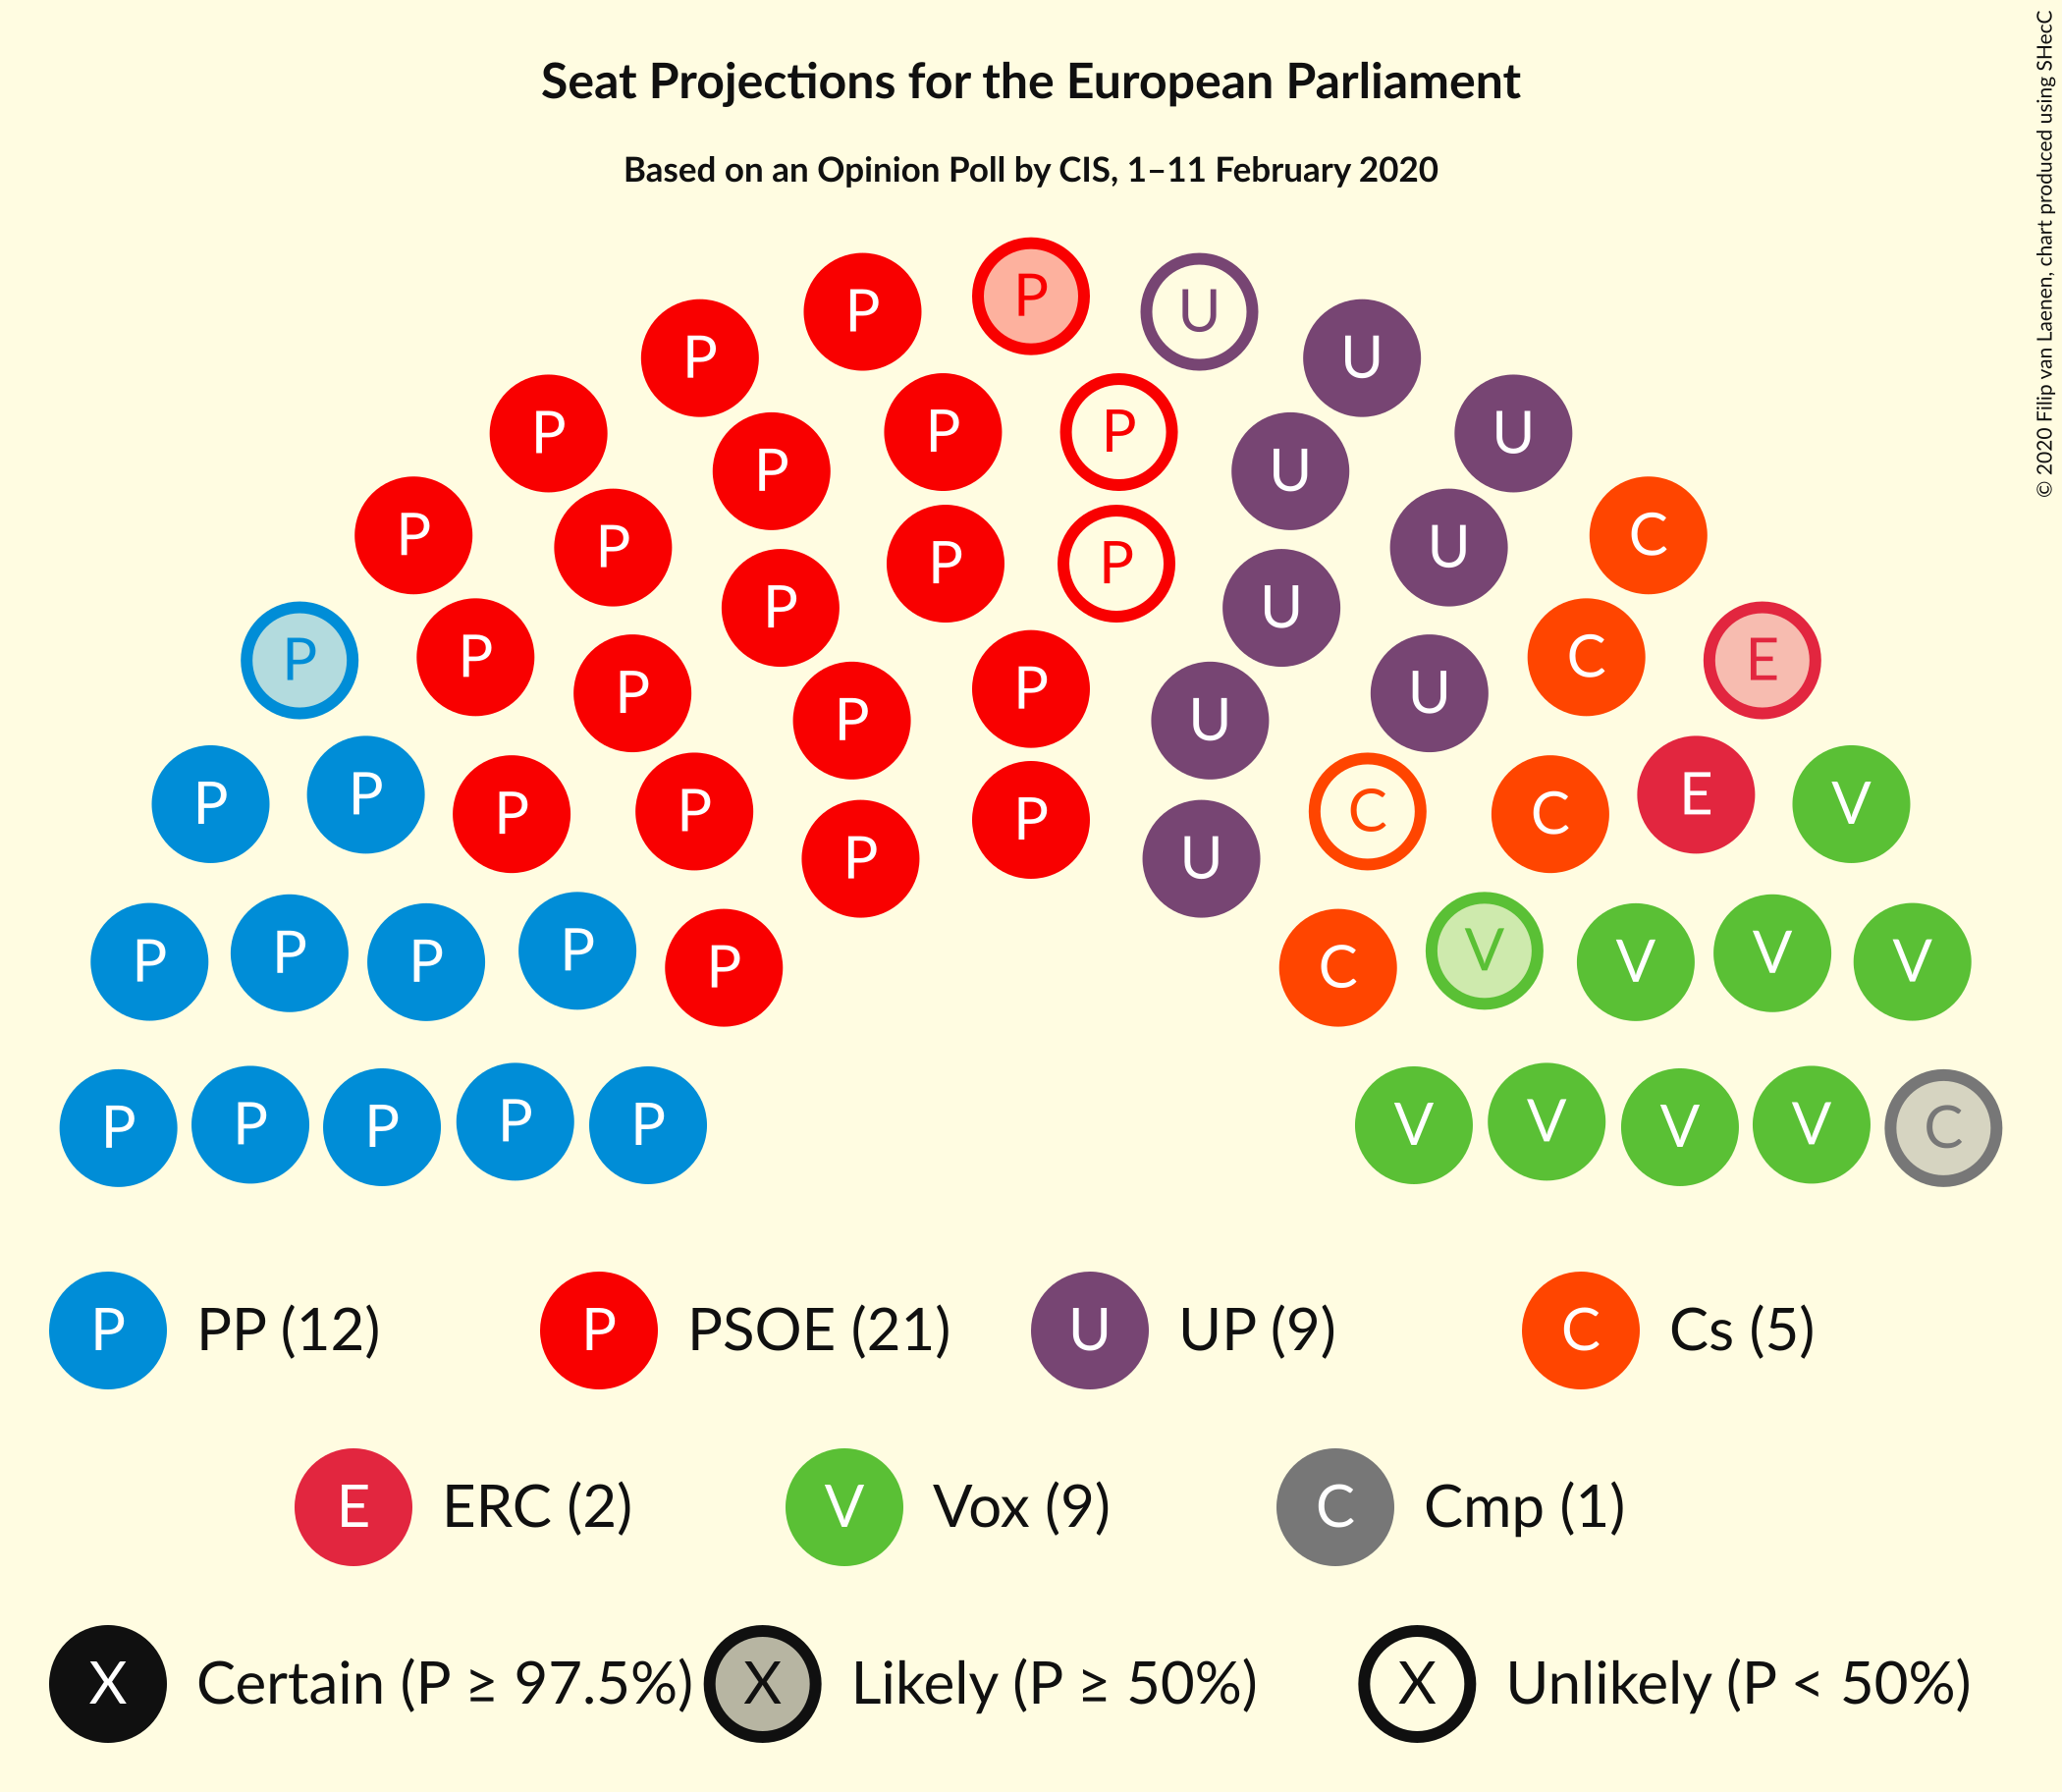 © 2020 Filip van Laenen, chart produced using SHecC
Seat Projections for the European Parliament
Based on an Opinion Poll by CIS, 1–11 February 2020
P P U
P U
P P P U
P U
P C
P U
P P
P U
P C
P E
P P U
P U
P E
P V
P P C C
P
P U
P P P P P C V V V V
P P P P P V V V V C
P PP (12) P PSOE (21) U UP (9) C Cs (5)
E ERC (2) V Vox (9) C Cmp (1)
X Certain (P ≥ 97.5%) X Likely (P ≥ 50%) X Unlikely (P < 50%)